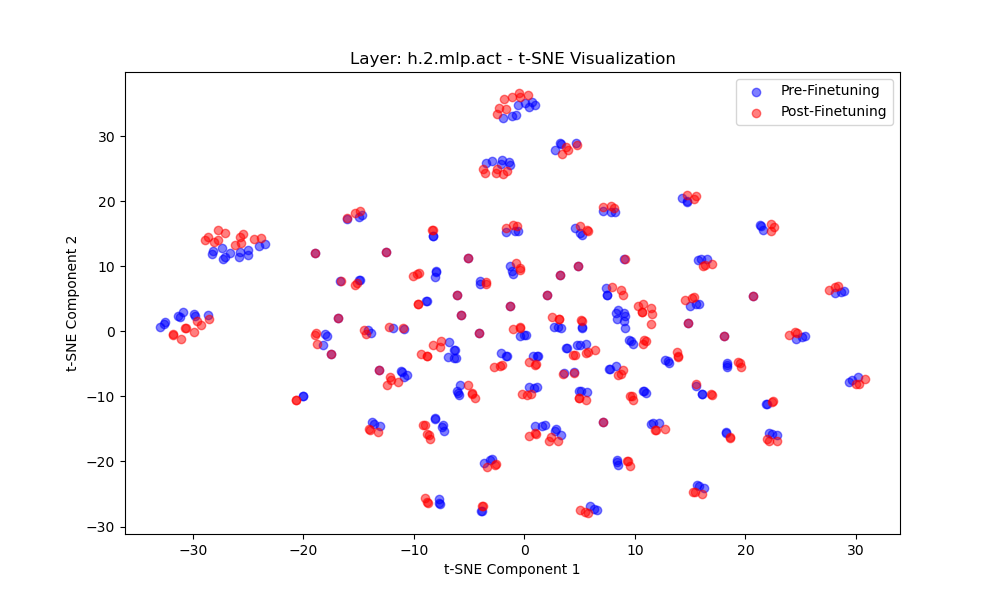 Layer: h.2.mlp.act - t-SNE Visualization
Pre-Finetuning
Post-Finetuning
30
20
10
0
−10
−20
−30
t-SNE Component 2
−30
−20
−10
0
10
20
30
t-SNE Component 1